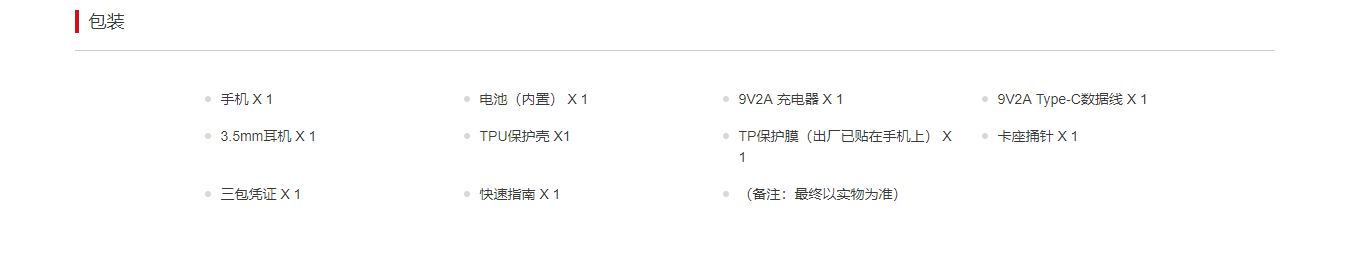 包装
手机 X 1
电池（内置） X 1
9V2A 充电器 X 1
9V2A Type-C数据线 X 1
3.5mm耳机 X 1
TPU保护壳 X1
TP保护膜（出厂已贴在手机上） X
1
卡座捅针 X 1
三包凭证 X 1
快速指南 X 1
（备注：最终以实物为准）